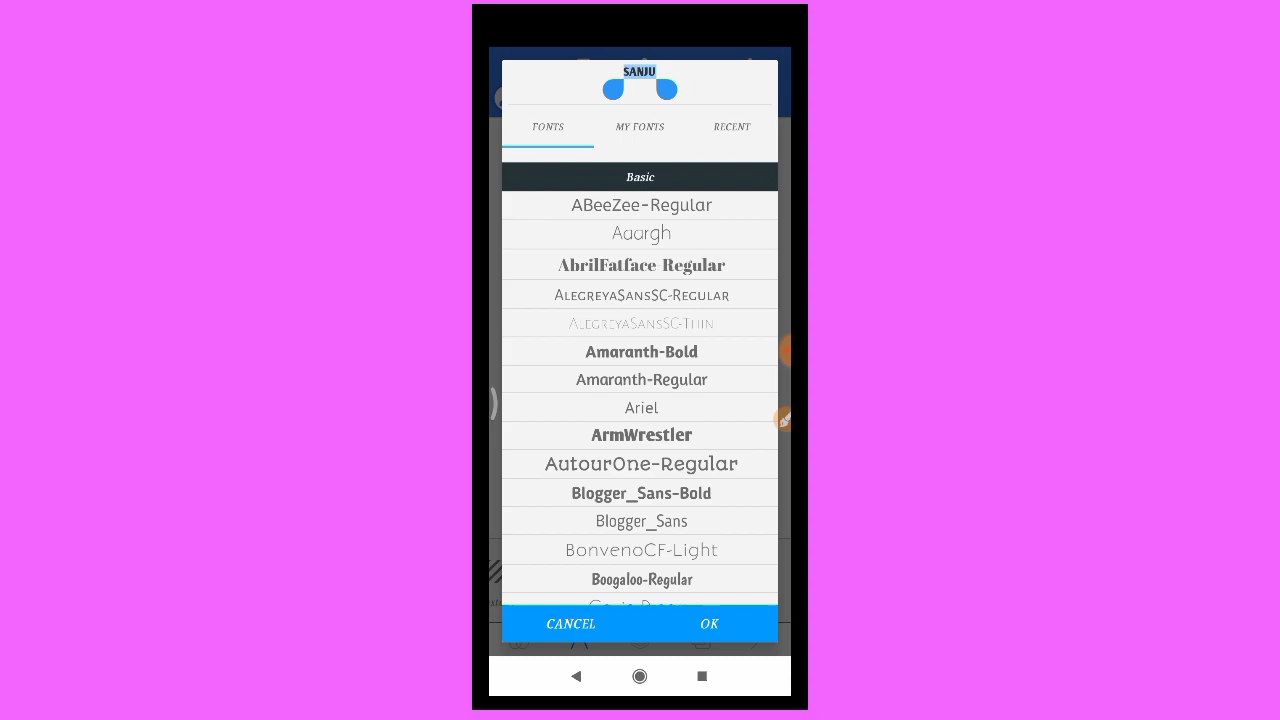 SANJU
FONTS MY FONTS RECENT
Basic
ABeeZee-Regular
Aaargh
AbrilFatface-Regular
AlegreyaSansSC-Regular
AlegreyaSansSC-Thin
Amaranth-Bold
Amaranth-Regular
Ariel
ArmWrestler
AutourOne-Regular
Blogger_Sans-Bold
Blogger_Sans
BonvenoCF-Light
Boogaloo-Regular
CANCEL OK